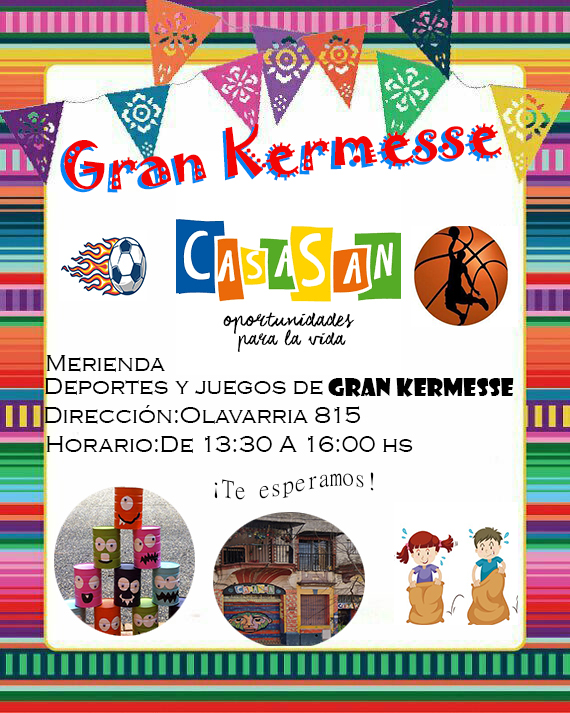 Gran Kermesse
CASASAN
oportunidades
para la vida
Merienda
Deportes y juegos de GRAN KERMESSE
Dirección:Olavarria 815
Horario:De 13:30 A 16:00 hs
¡Te esperamos!